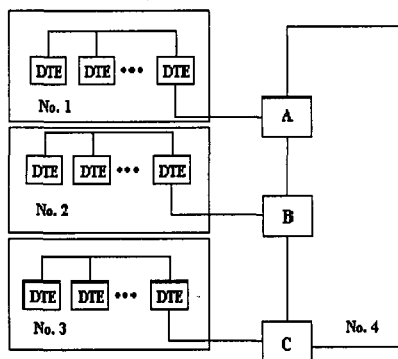 DTE DTE ••• DTE
No. 1
A
DTE DTE ••• DTE
No. 2
B
DTE DTE ••• DTE
No. 3
C
No. 4